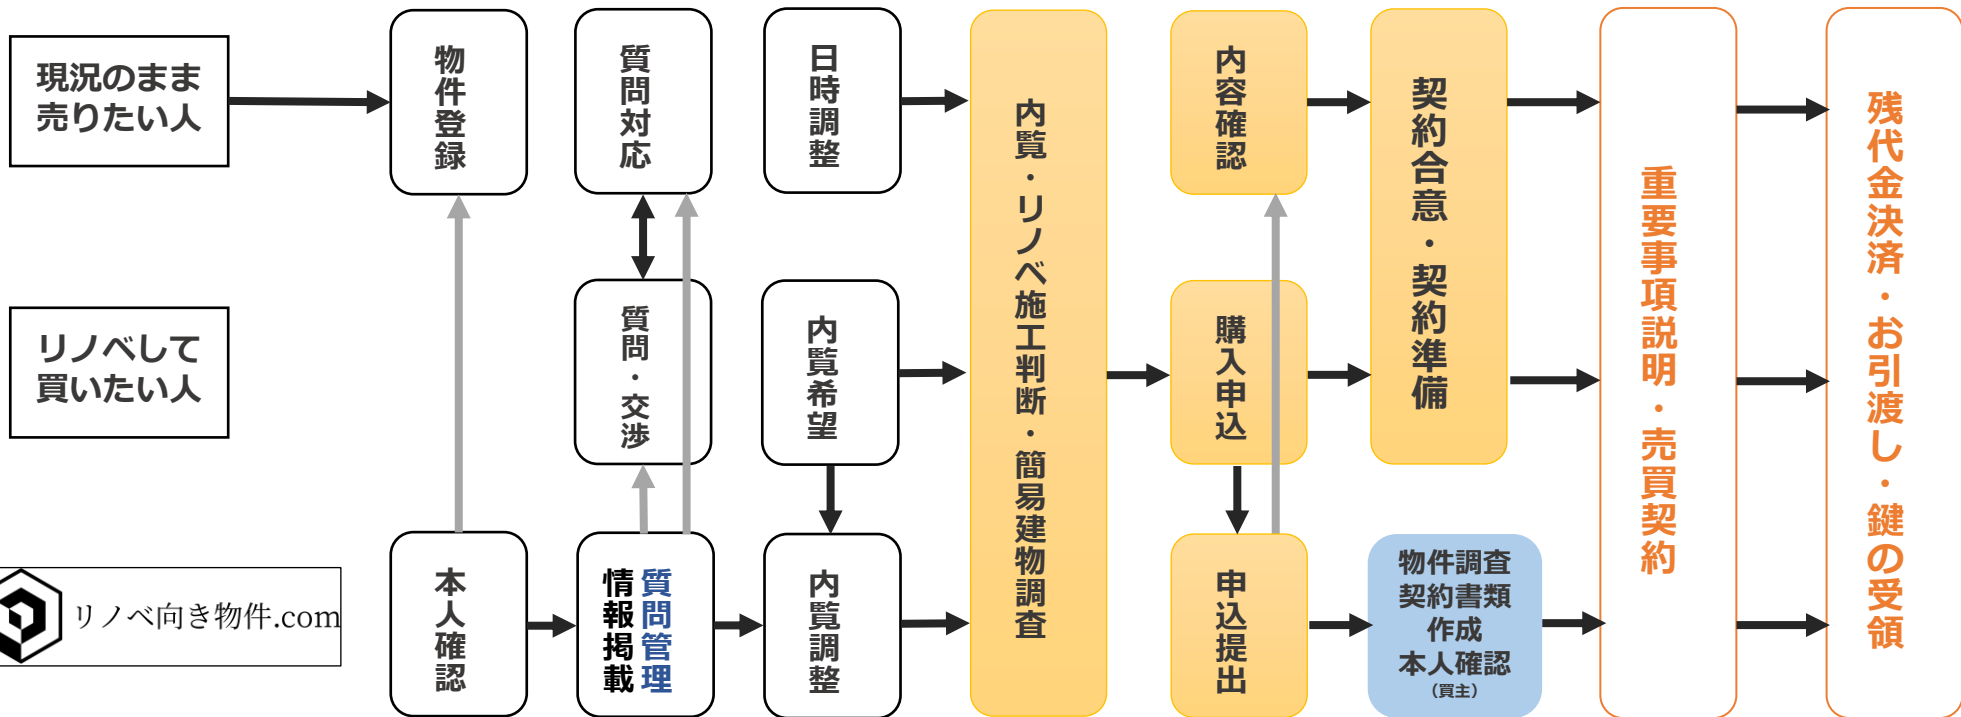 現況のまま
売りたい人
物件登録
質問対応
日時調整
内覧・リノベ施工判断・簡易建物調査
内容確認
契約合意・契約準備
重要事項説明・売買契約
残代金決済・お引渡し・鍵の受領
リノベして
買いたい人
質問・交渉
内覧希望
購入申込
リノベ向き物件.com
本人確認
質問管理
情報掲載
内覧調整
申込提出
物件調査
契約書類
作成
本人確認
（買主）